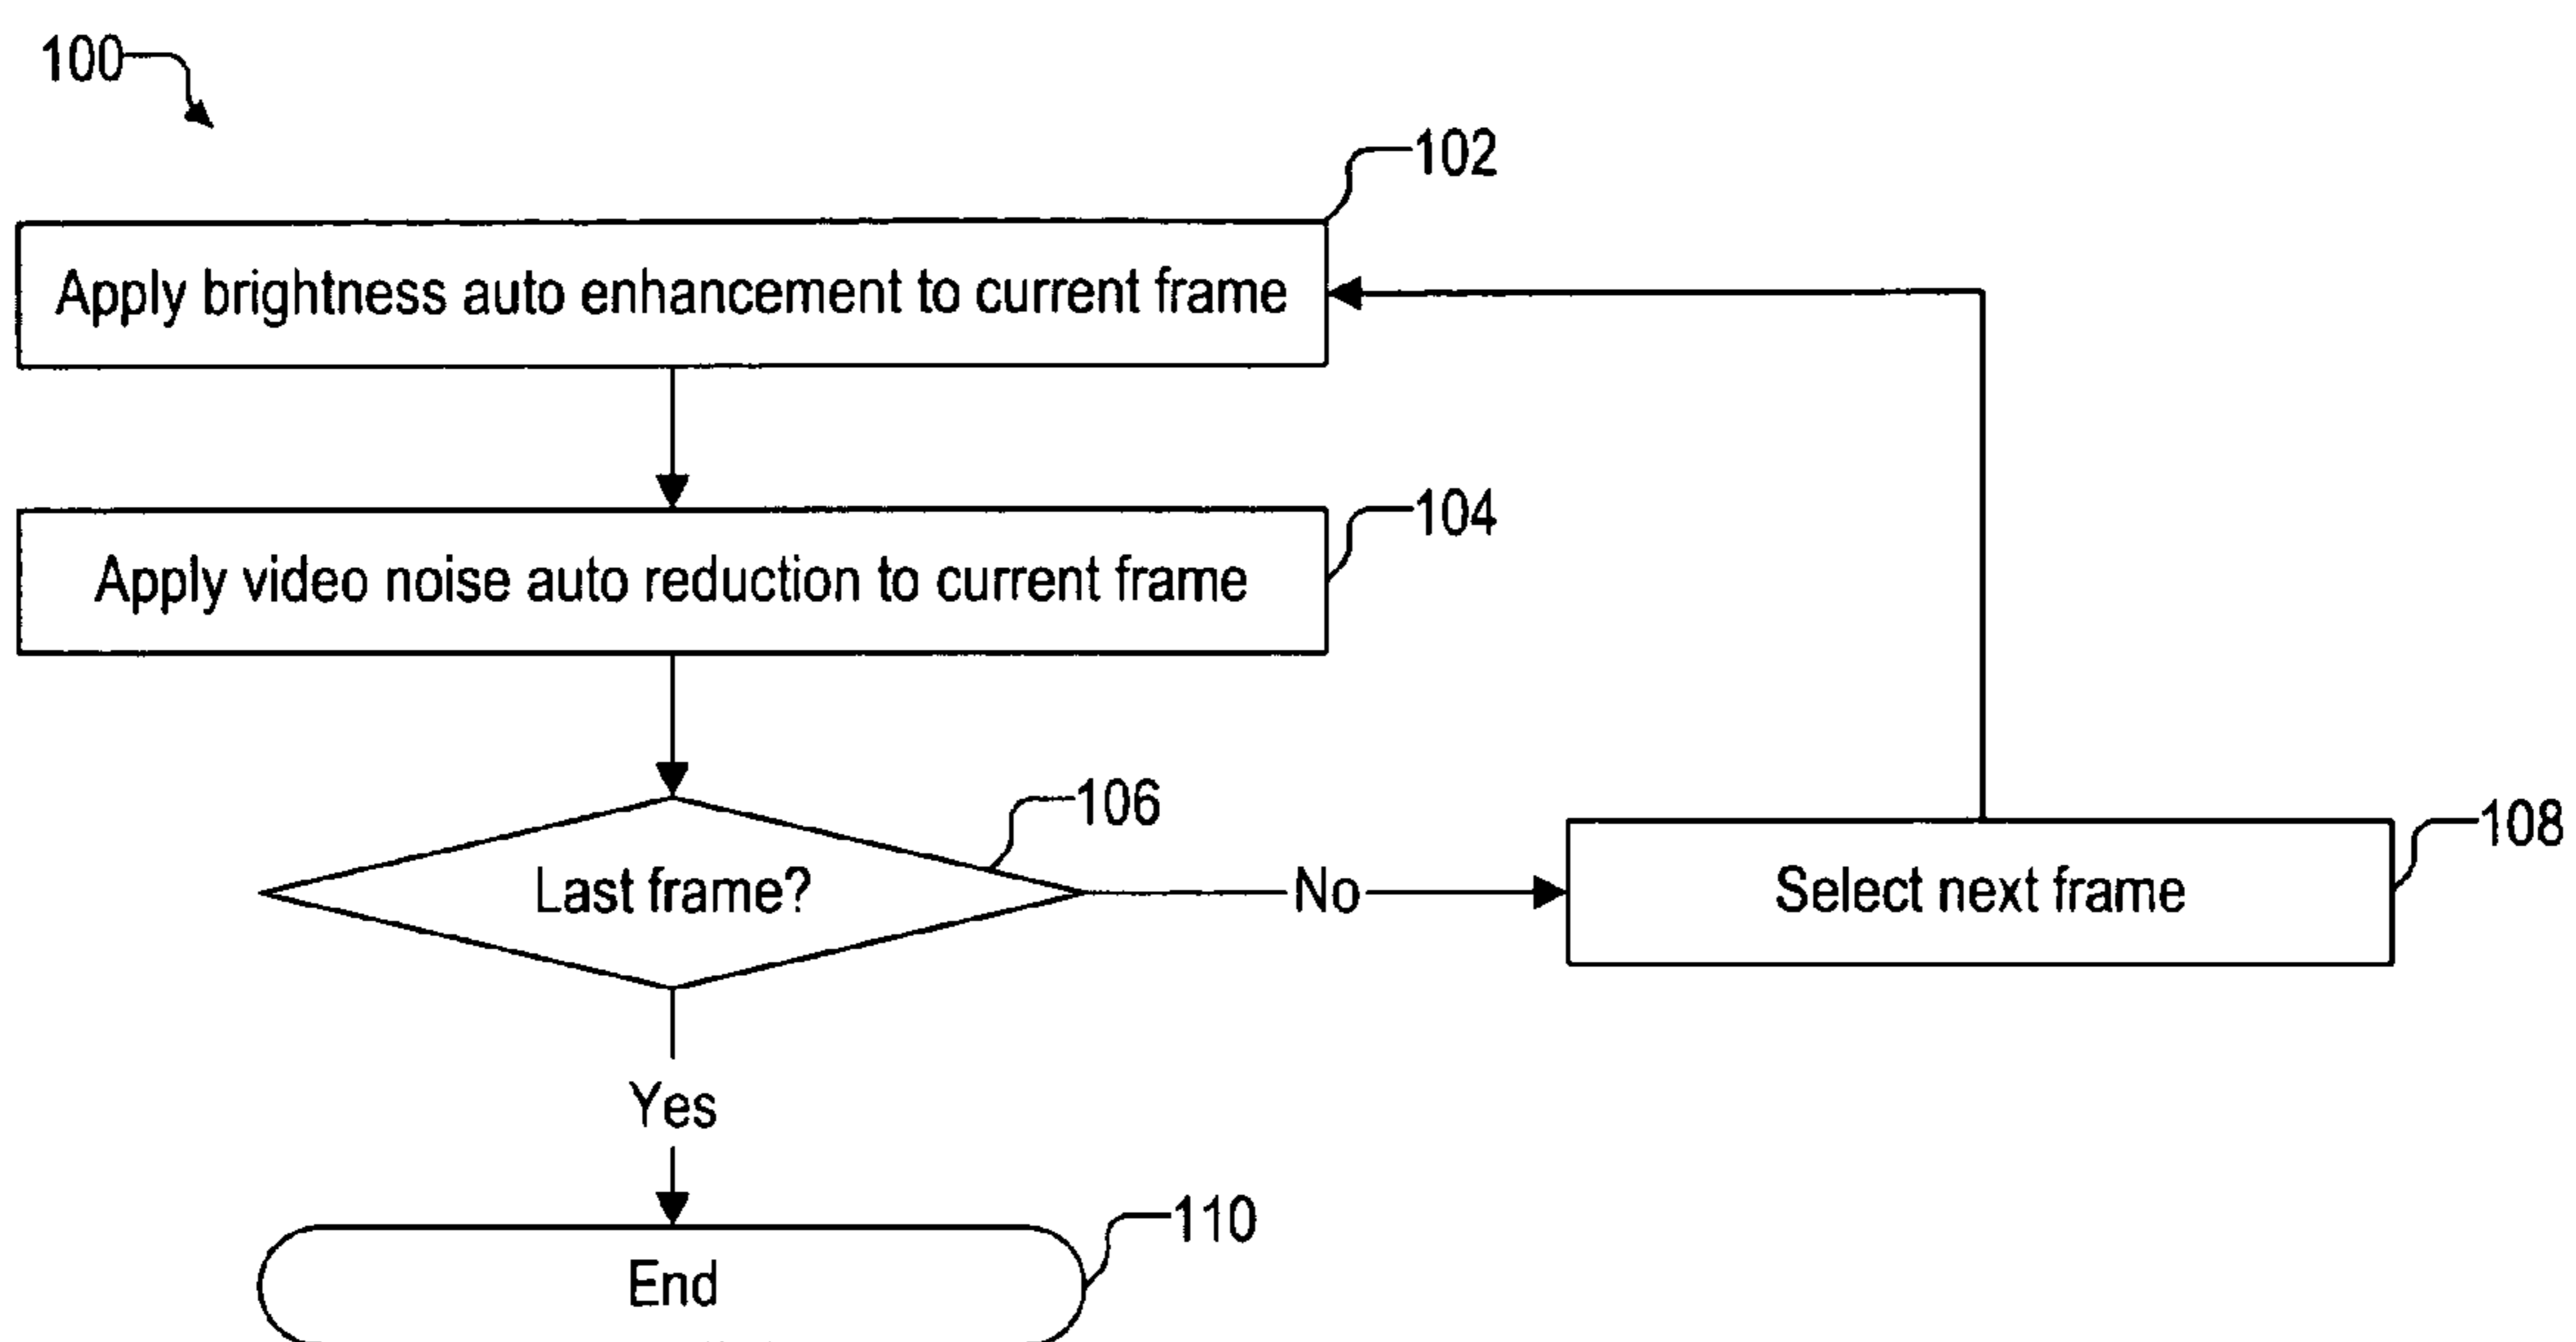 100
102
Apply brightness auto enhancement to current frame
104
Apply video noise auto reduction to current frame
106
108
Last frame?
No
Select next frame
Yes
110
End